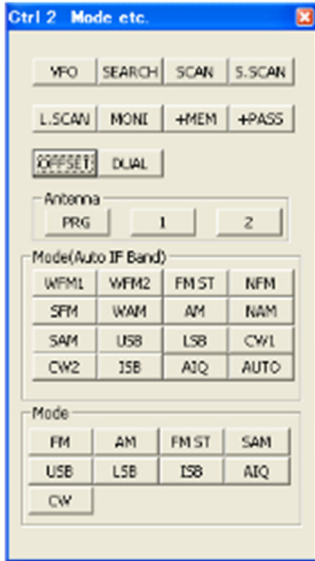 Ctrl 2 Mode etc.
VFO SEARCH SCAN S.SCAN
L.SCAN MONI +MEM +PASS
OFFSET DUAL
Antenna
PRG 1 2
Mode(Auto IF Band)
WFM1 WFM2 FM ST NFM
SFM WAM AM NAM
SAM USB LSB CW1
CW2 ISB AIQ AUTO
Mode
FM AM FM ST SAM
USB LSB ISB AIQ
CW